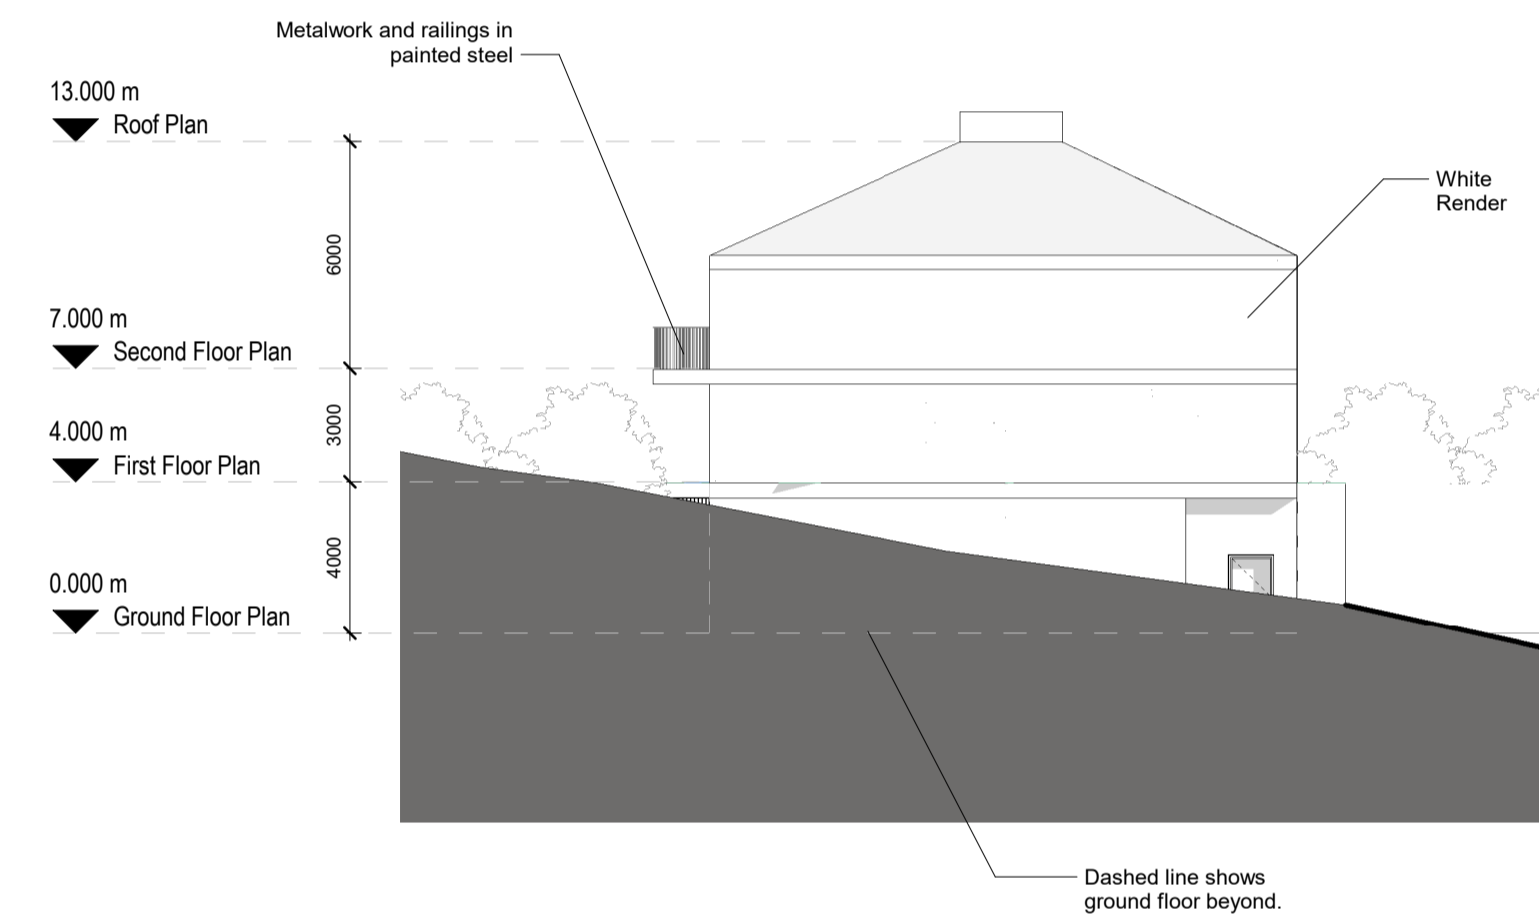 Metalwork and railings in
painted steel
13.000 m
Roof Plan
White
Render
6000
7.000 m
Second Floor Plan
3000
4.000 m
First Floor Plan
4000
0.000 m
Ground Floor Plan
Dashed line shows
ground floor beyond.